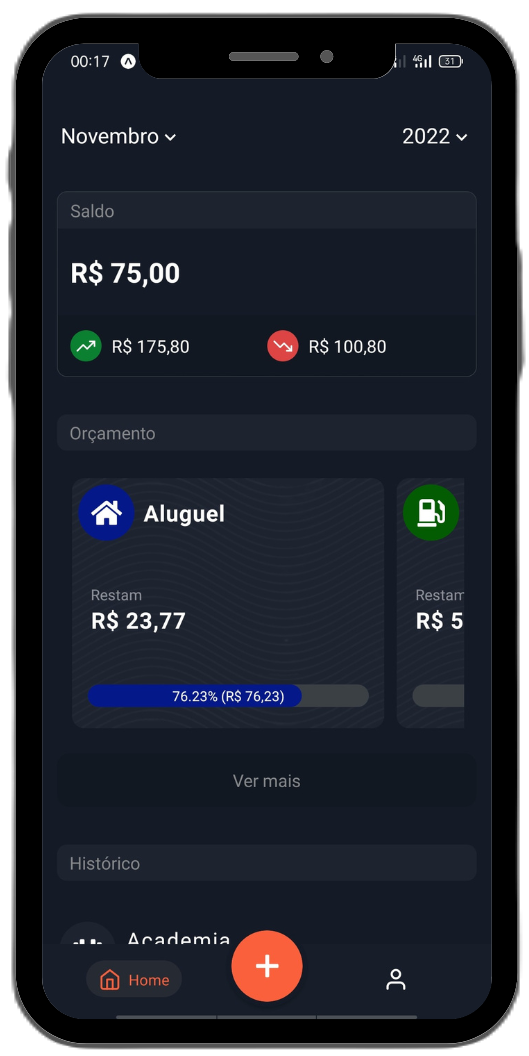 00:17 4G 31
Novembro 2022
Saldo
R$ 75,00
R$ 175,80 R$ 100,80
Orçamento
Aluguel
Restam Restam
R$ 23,77 R$ 5
76.23% (R$ 76,23)
Ver mais
Histórico
Academia
Home